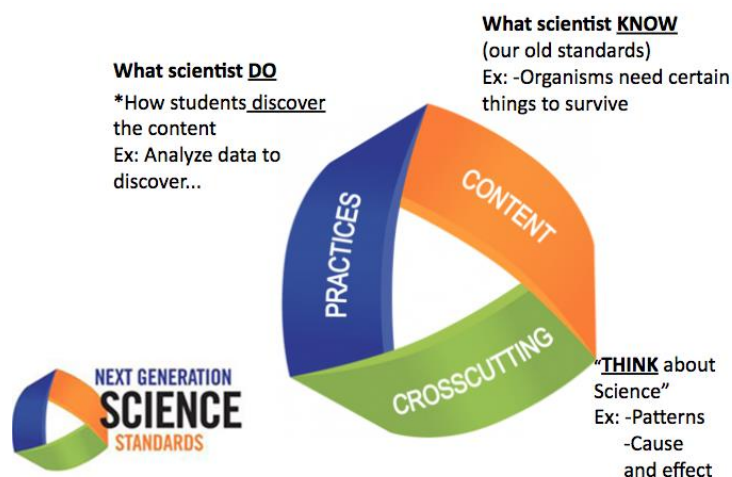 What scientist DO
*How students discover
the content
Ex: Analyze data to
discover...
What scientist KNOW
(our old standards)
Ex: -Organisms need certain
things to survive
PRACTICES
CONTENT
CROSSCUTTING
"THINK about
Science”
Ex: -Patterns
-Cause
and effect
NEXT GENERATION
SCIENCE
STANDARDS